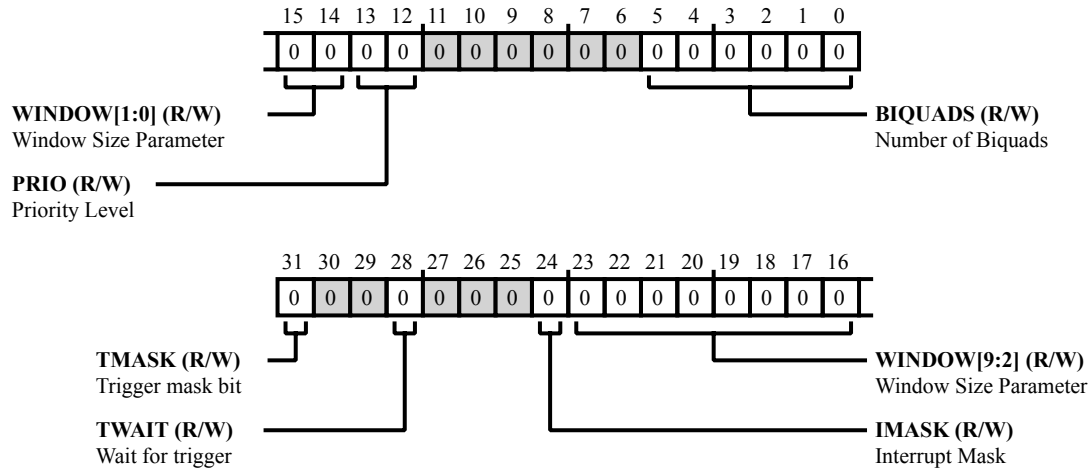 15 14 13 12 11 10 9 8 7 6 5 4 3 2 1 0
0 0 0 0 0 0 0 0 0 0 0 0 0 0 0 0
WINDOW[1:0] (R/W)
Window Size Parameter
BIQUADS (R/W)
Number of Biquads
PRIO (R/W)
Priority Level
31 30 29 28 27 26 25 24 23 22 21 20 19 18 17 16
0 0 0 0 0 0 0 0 0 0 0 0 0 0 0 0
TMASK (R/W)
Trigger mask bit
WINDOW[9:2] (R/W)
Window Size Parameter
TWAIT (R/W)
Wait for trigger
IMASK (R/W)
Interrupt Mask